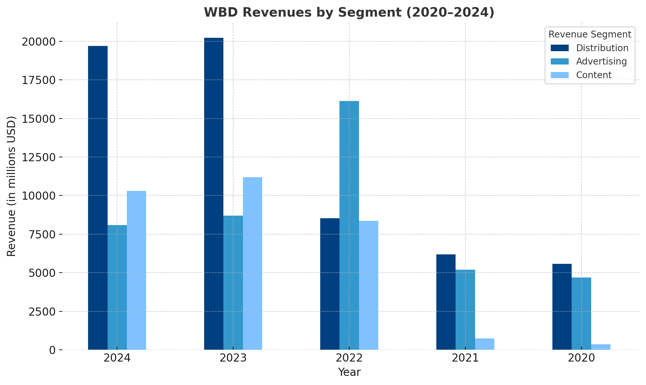 WBD Revenues by Segment (2020–2024)
Revenue Segment
Distribution
Advertising
Content
Revenue (in millions USD)
20000
17500
15000
12500
10000
7500
5000
2500
0
2024 2023 2022 2021 2020
Year